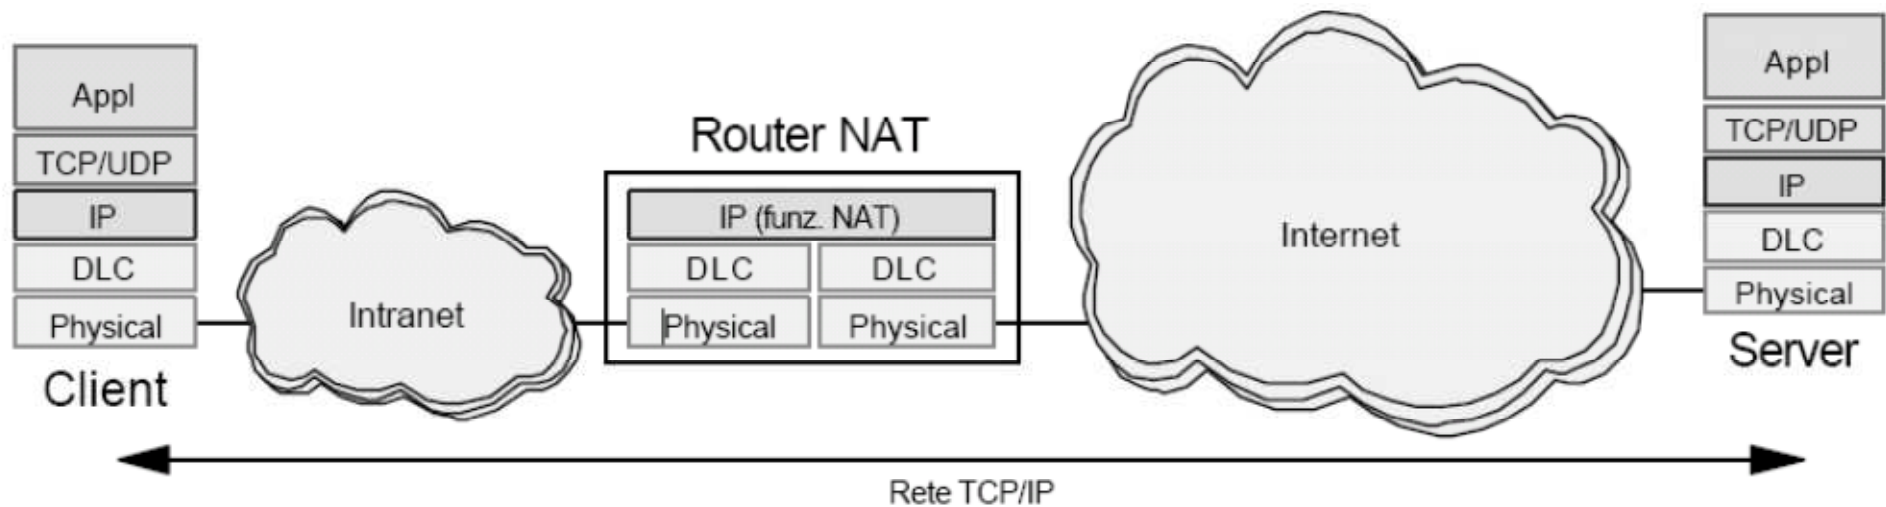 Appl
TCP/UDP
IP
DLC
Physical
Client
Intranet
Router NAT
IP (funz. NAT)
DLC DLC
Physical Physical
Internet
Appl
TCP/UDP
IP
DLC
Physical
Server
Rete TCP/IP